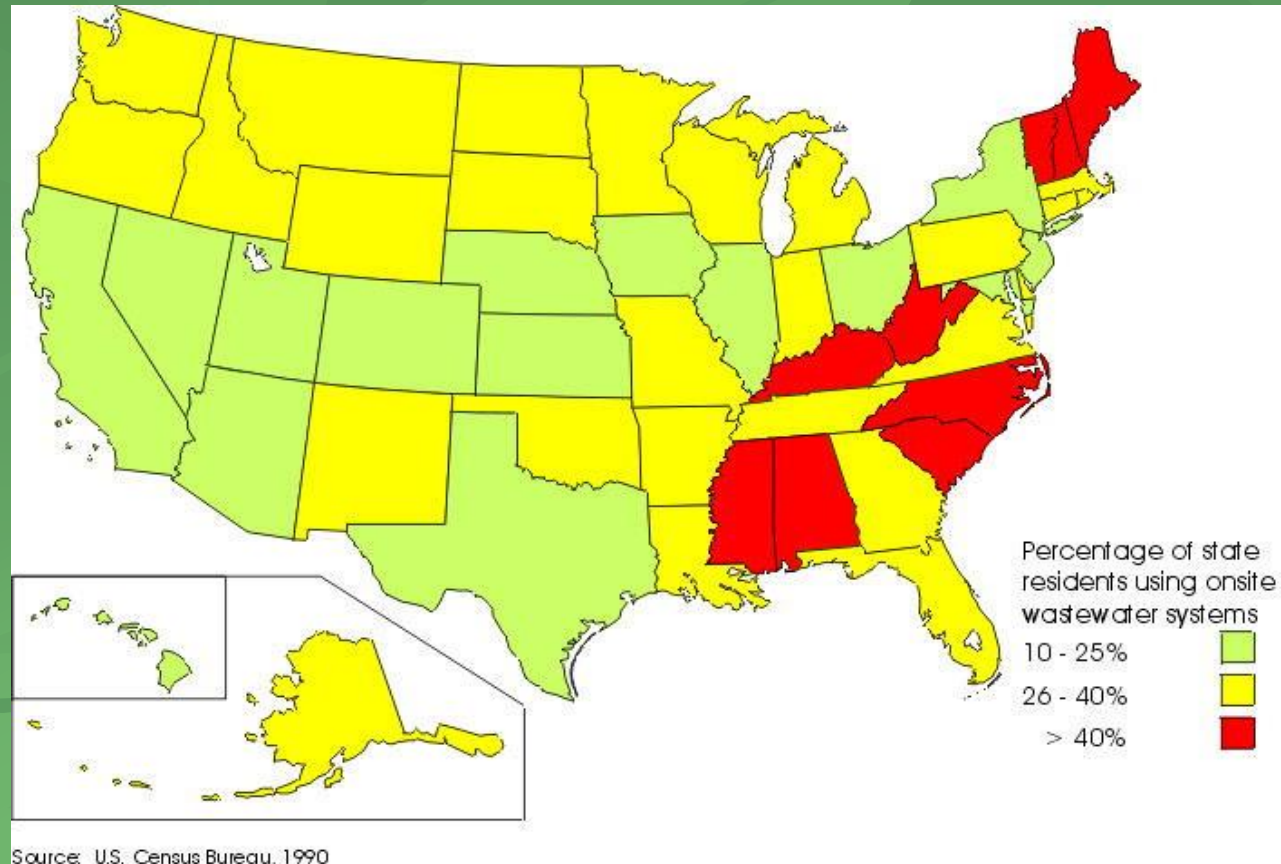 Percentage of state
residents using onsite
wastewater systems
10 - 25%
26 - 40%
> 40%
Source: U.S. Census Bureau, 1990